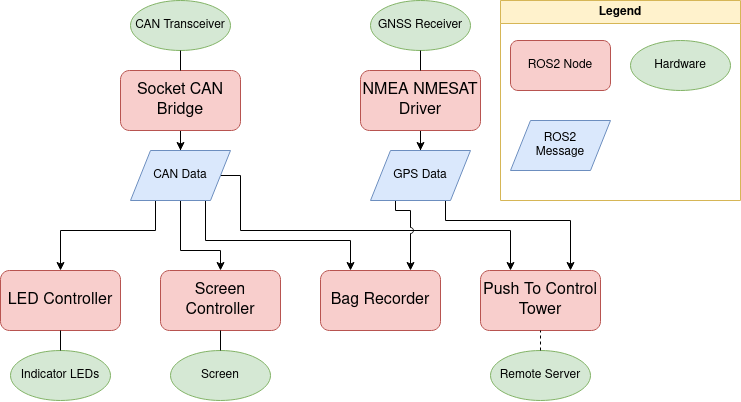 CAN Transceiver
GNSS Receiver
Legend
Socket CAN
Bridge
NMEA NMESAT
Driver
ROS2 Node
Hardware
ROS2
Message
CAN Data
GPS Data
LED Controller
Screen
Controller
Bag Recorder
Push To Control
Tower
Indicator LEDs
Screen
Remote Server